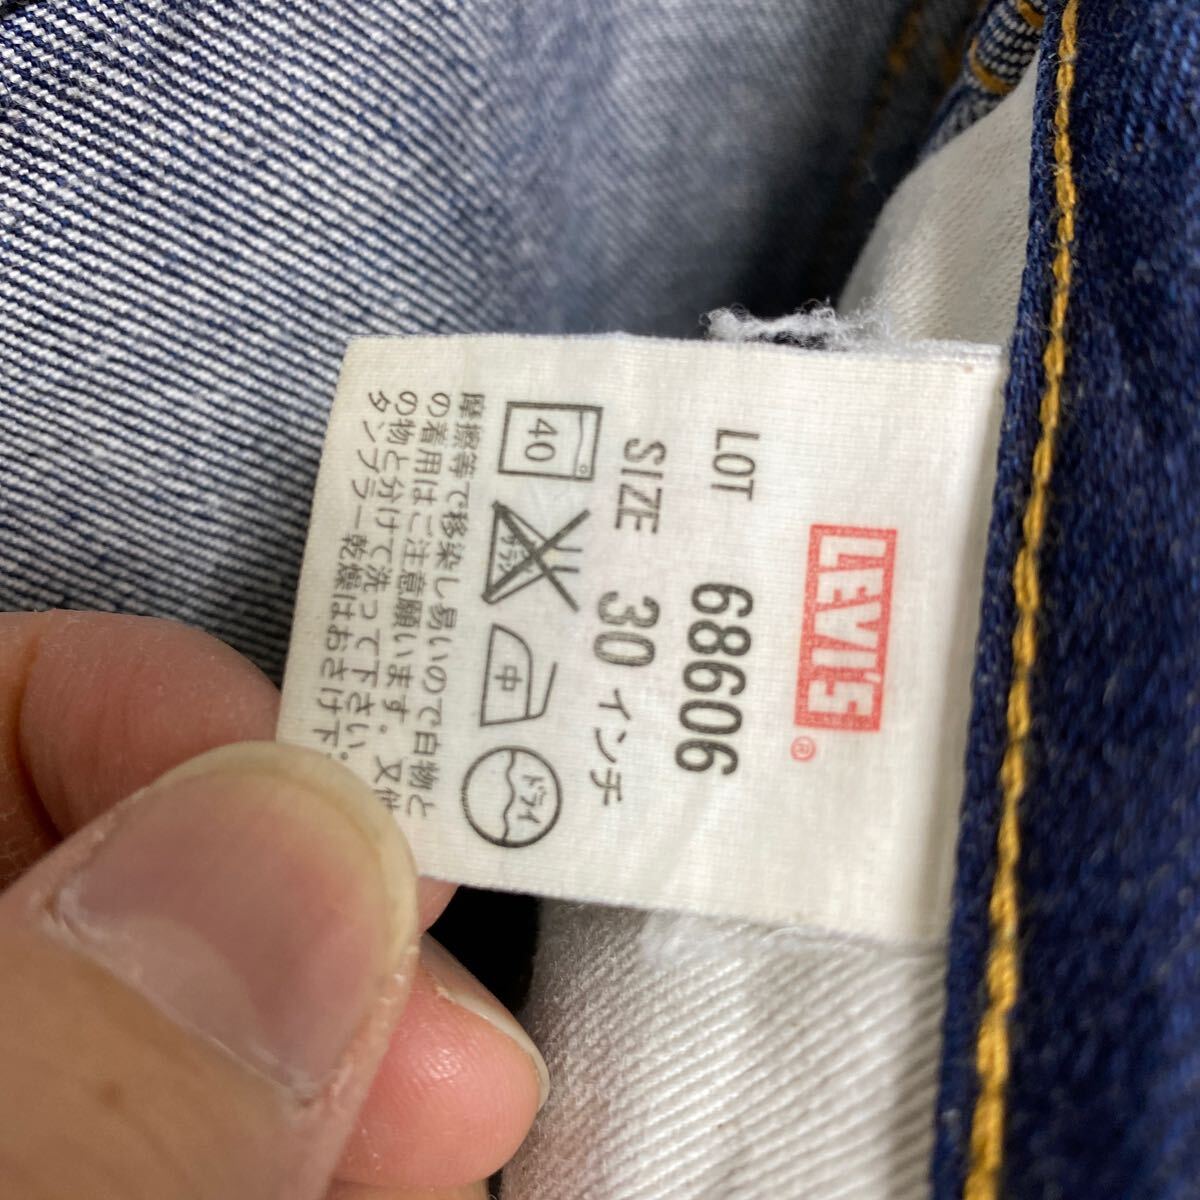 LEVI'S®
LOT 68606
SIZE 30 インチ
40 サラシ 中 ドライ
摩擦等で移染し易いので白物と
の着用はご注意願います。又他
の物と分けて洗って下さい。
タンブラー乾燥はおさけ下